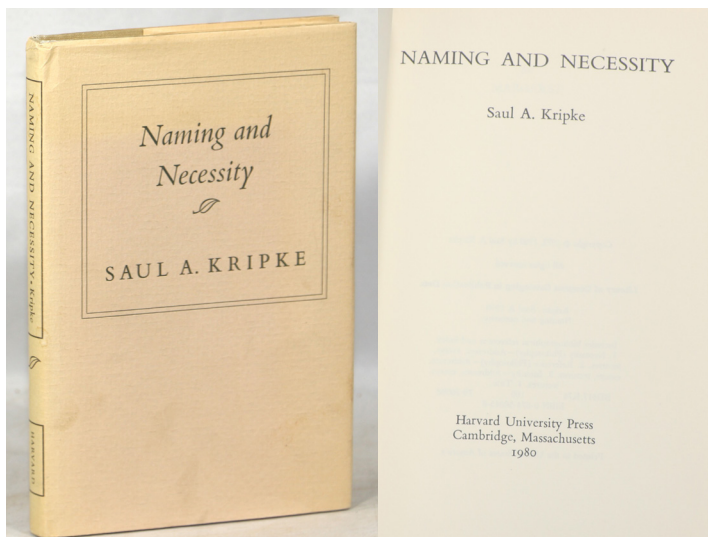 NAMING AND NECESSITY • Kripke
HARVARD
Naming and
Necessity
SAUL A. KRIPKE
NAMING AND NECESSITY
Saul A. Kripke
Harvard University Press
Cambridge, Massachusetts
1980